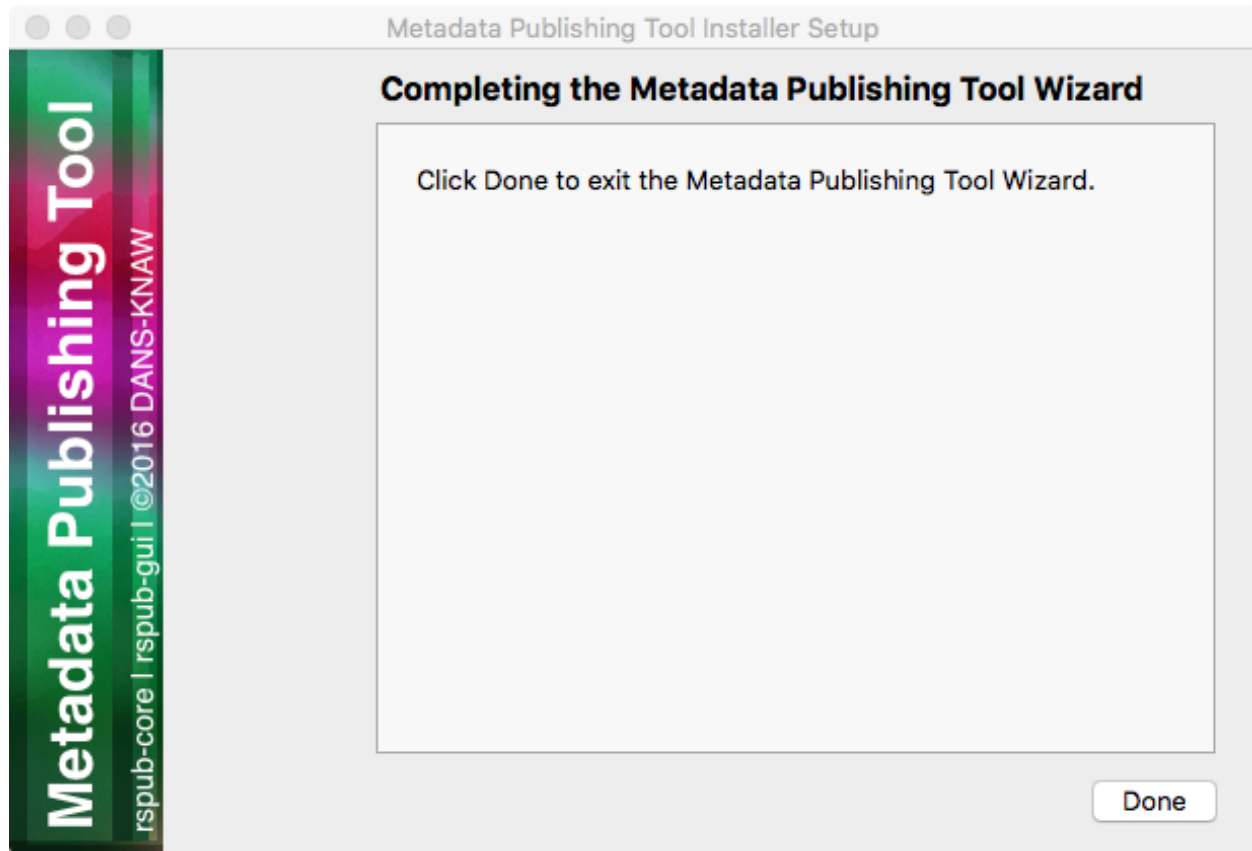 Metadata Publishing Tool Installer Setup
Metadata Publishing Tool
rspub-core | rspub-gui | ©2016 DANS-KNAW
Completing the Metadata Publishing Tool Wizard
Click Done to exit the Metadata Publishing Tool Wizard.
Done